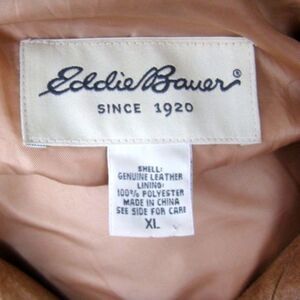 Eddie Bauer®
SINCE 1920
SHELL:
GENUINE LEATHER
LINING:
100% POLYESTER
MADE IN CHINA
SEE SIDE FOR CARE
XL